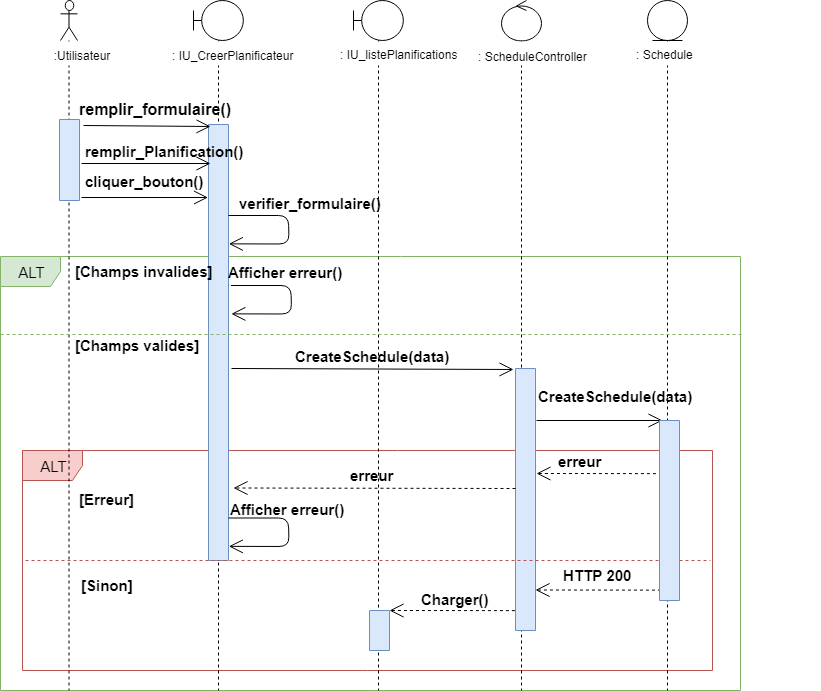 :Utilisateur
: IU_CreerPlanificateur
: IU_listePlanifications
: ScheduleController
: Schedule
remplir_formulaire()
remplir_Planification()
cliquer_bouton()
verifier_formulaire()
ALT
[Champs invalides]
Afficher erreur()
[Champs valides]
CreateSchedule(data)
CreateSchedule(data)
ALT
erreur
erreur
[Erreur]
Afficher erreur()
HTTP 200
[Sinon]
Charger()